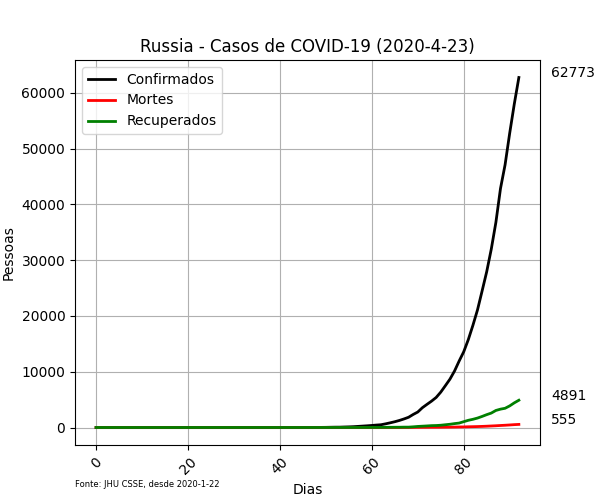 Russia - Casos de COVID-19 (2020-4-23)
Confirmados
Mortes
Recuperados
62773
4891
555
Pessoas
60000
50000
40000
30000
20000
10000
0
0
20
40
60
80
Dias
Fonte: JHU CSSE, desde 2020-1-22